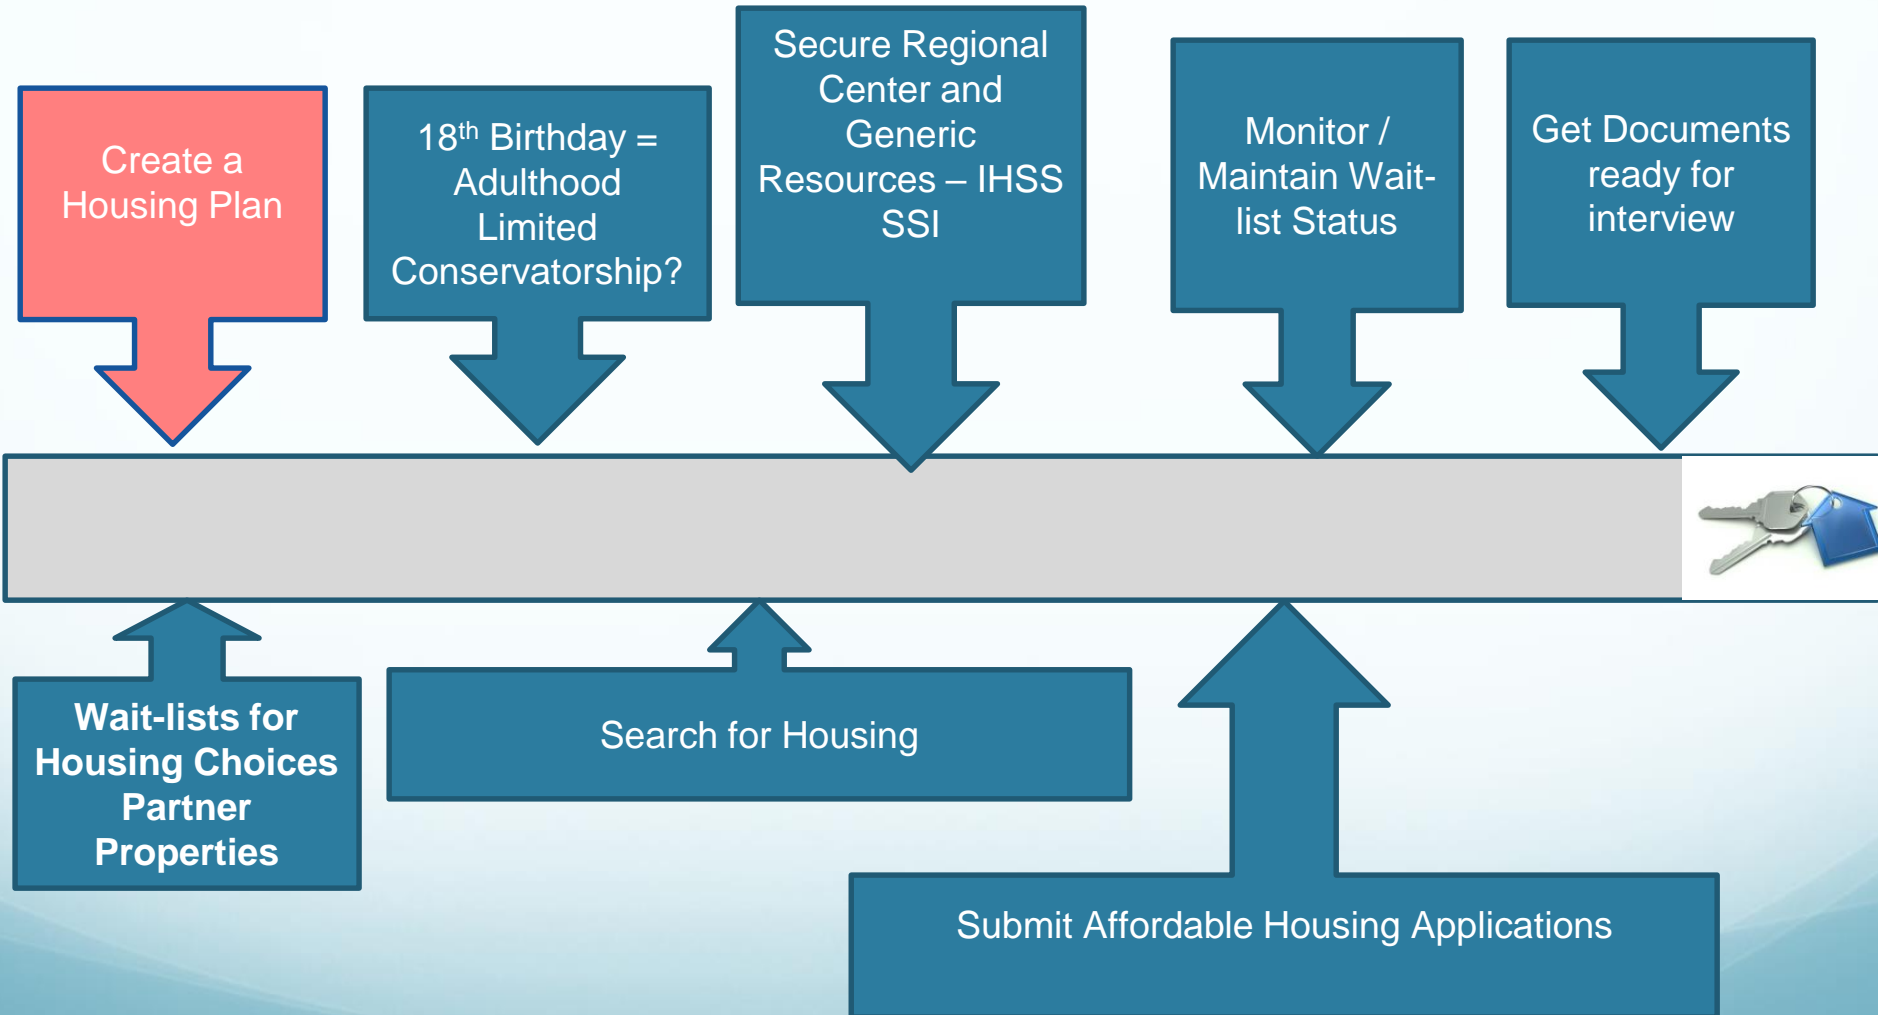 Create a
Housing Plan
18th Birthday =
Adulthood
Limited
Conservatorship?
Secure Regional
Center and
Generic
Resources – IHSS
SSI
Monitor /
Maintain Wait-
list Status
Get Documents
ready for
interview
Wait-lists for
Housing Choices
Partner
Properties
Search for Housing
Submit Affordable Housing Applications